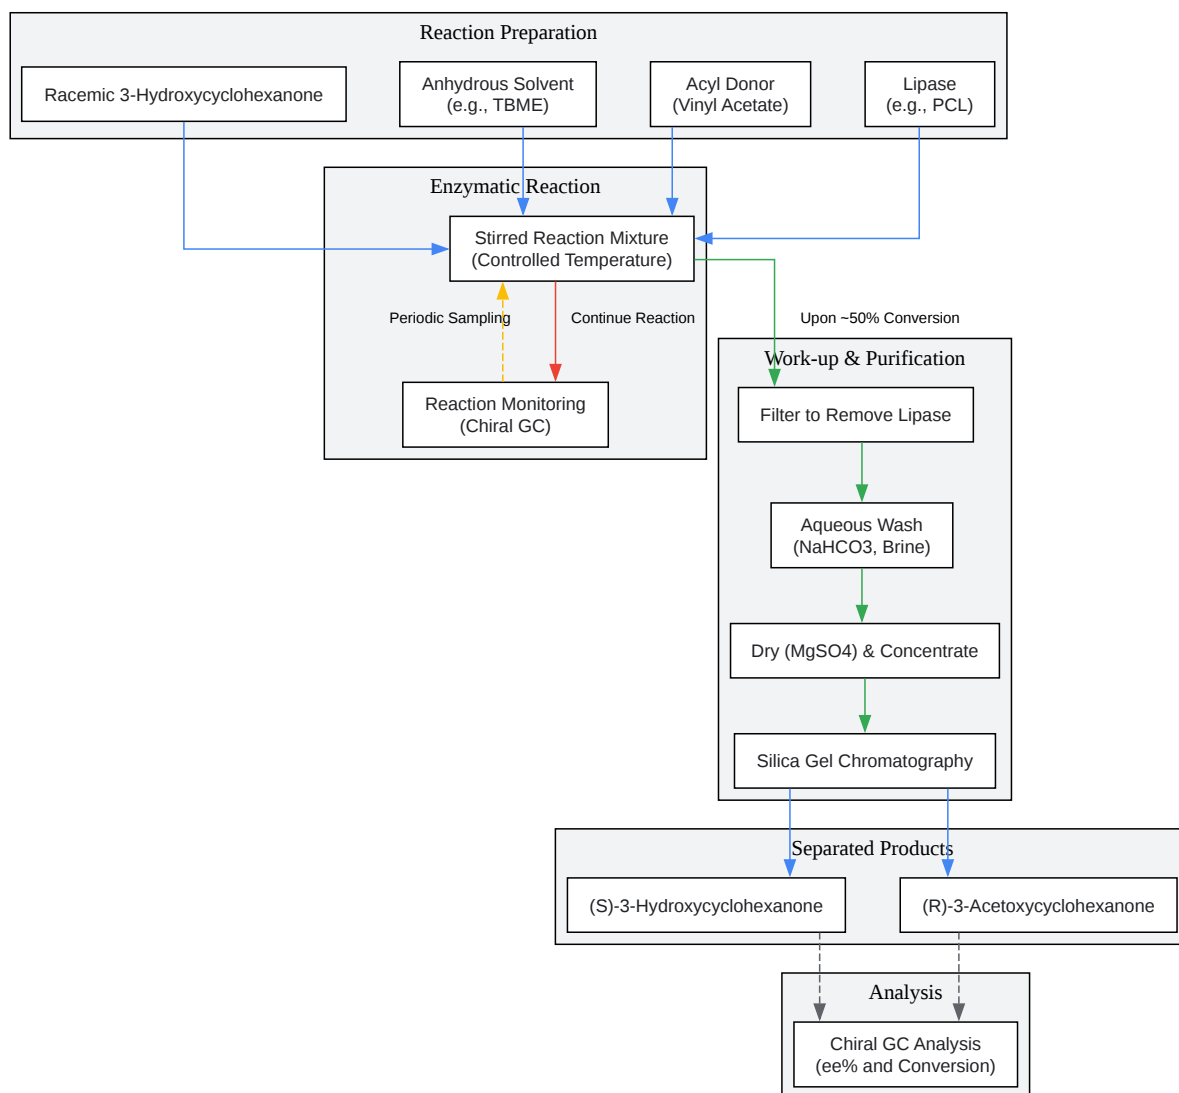 Reaction Preparation
Racemic 3-Hydroxycyclohexanone
Anhydrous Solvent
(e.g., TBME)
Acyl Donor
(Vinyl Acetate)
Lipase
(e.g., PCL)
Enzymatic Reaction
Stirred Reaction Mixture
(Controlled Temperature)
Periodic Sampling
Continue Reaction
Upon ~50% Conversion
Reaction Monitoring
(Chiral GC)
Work-up & Purification
Filter to Remove Lipase
Aqueous Wash
(NaHCO3, Brine)
Dry (MgSO4) & Concentrate
Silica Gel Chromatography
Separated Products
(S)-3-Hydroxycyclohexanone
(R)-3-Acetoxycyclohexanone
Analysis
Chiral GC Analysis
(ee% and Conversion)